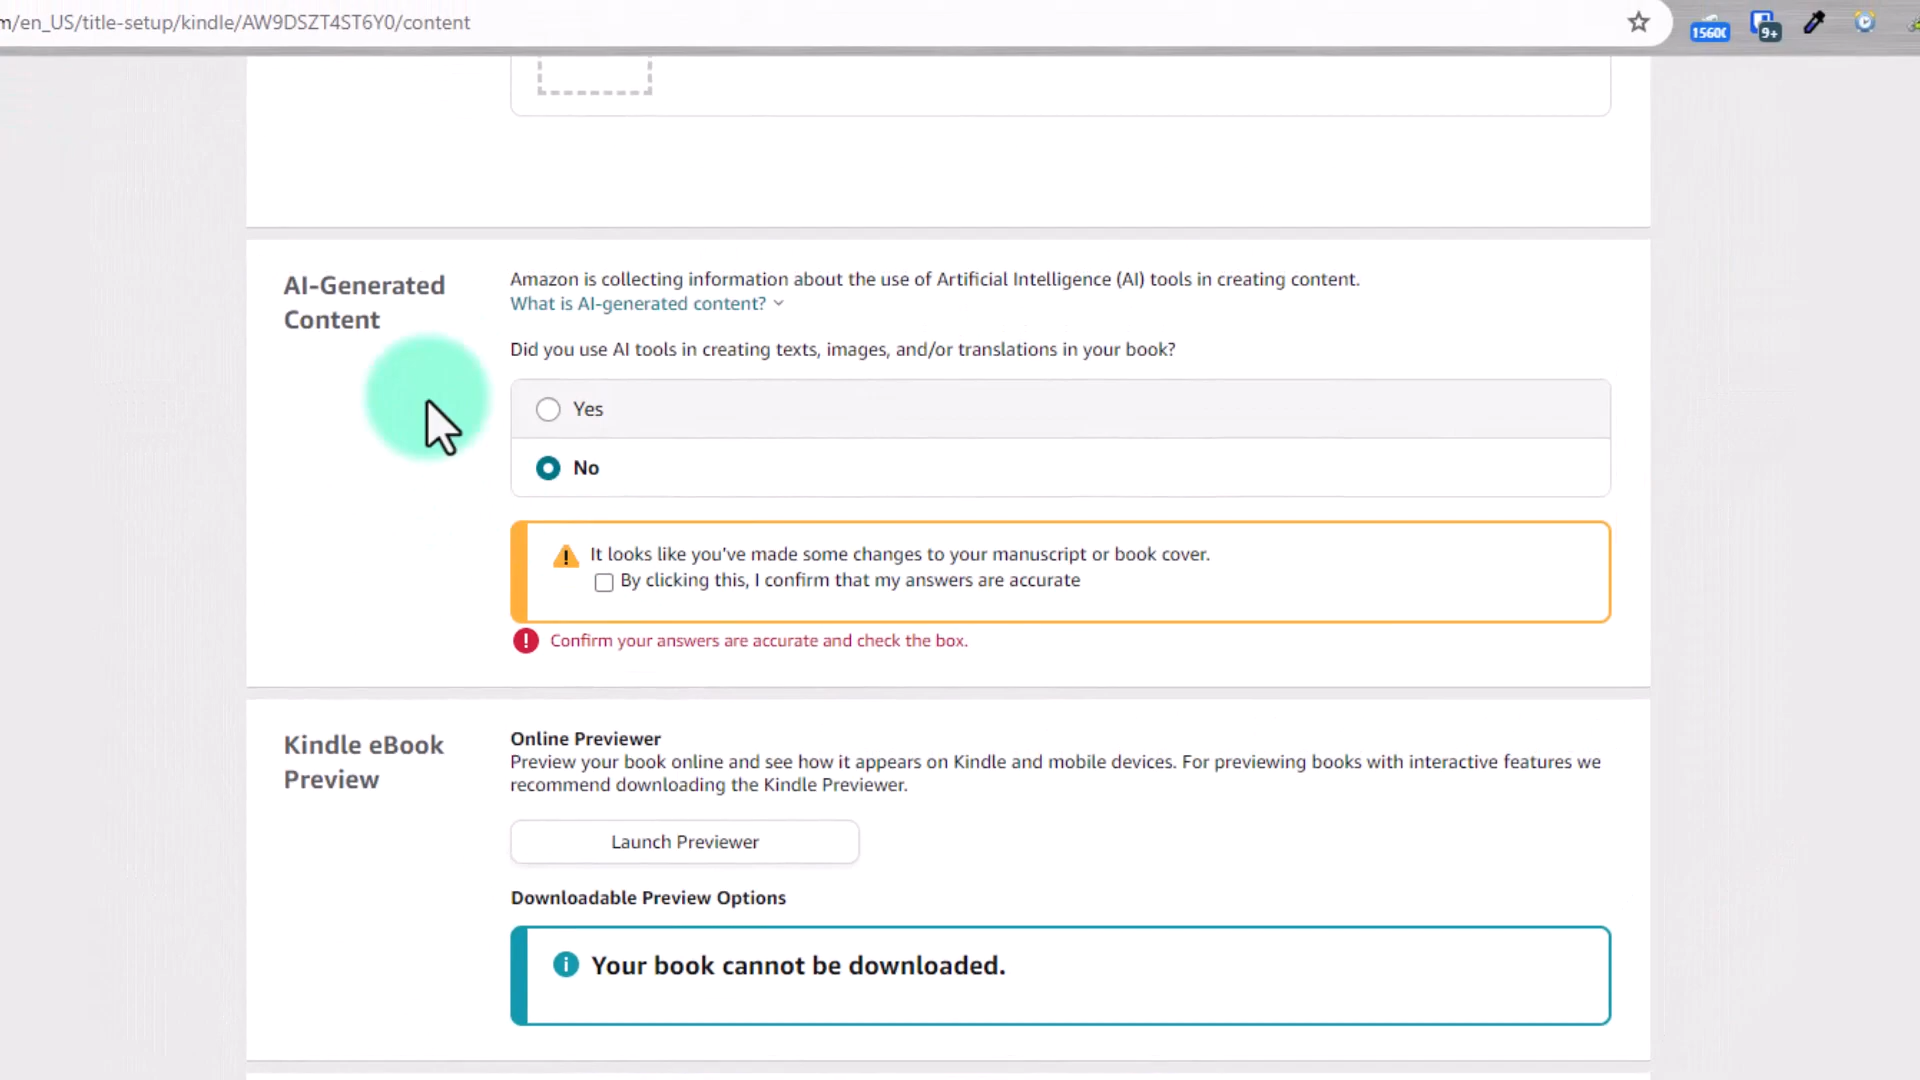 m/en_US/title-setup/kindle/AW9DSZT4ST6Y0/content
9+
AI-Generated
Content
Amazon is collecting information about the use of Artificial Intelligence (AI) tools in creating content.
What is AI-generated content?
Did you use AI tools in creating texts, images, and/or translations in your book?
Yes
No
It looks like you've made some changes to your manuscript or book cover.
By clicking this, I confirm that my answers are accurate
Confirm your answers are accurate and check the box.
Kindle eBook
Preview
Online Previewer
Preview your book online and see how it appears on Kindle and mobile devices. For previewing books with interactive features we
recommend downloading the Kindle Previewer.
Launch Previewer
Downloadable Preview Options
Your book cannot be downloaded.